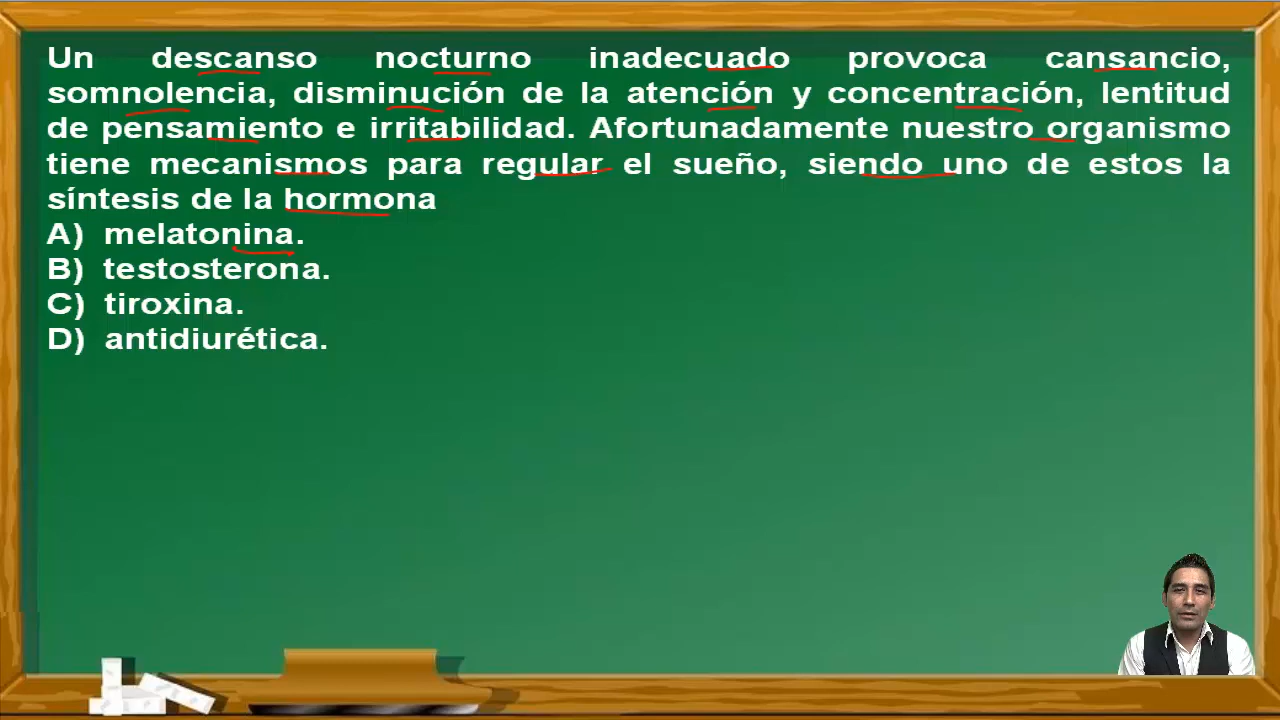 Un descanso nocturno inadecuado provoca cansancio,
somnolencia, disminución de la atención y concentración, lentitud
de pensamiento e irritabilidad. Afortunadamente nuestro organismo
tiene mecanismos para regular el sueño, siendo uno de estos la
síntesis de la hormona
A) melatonina.
B) testosterona.
C) tiroxina.
D) antidiurética.